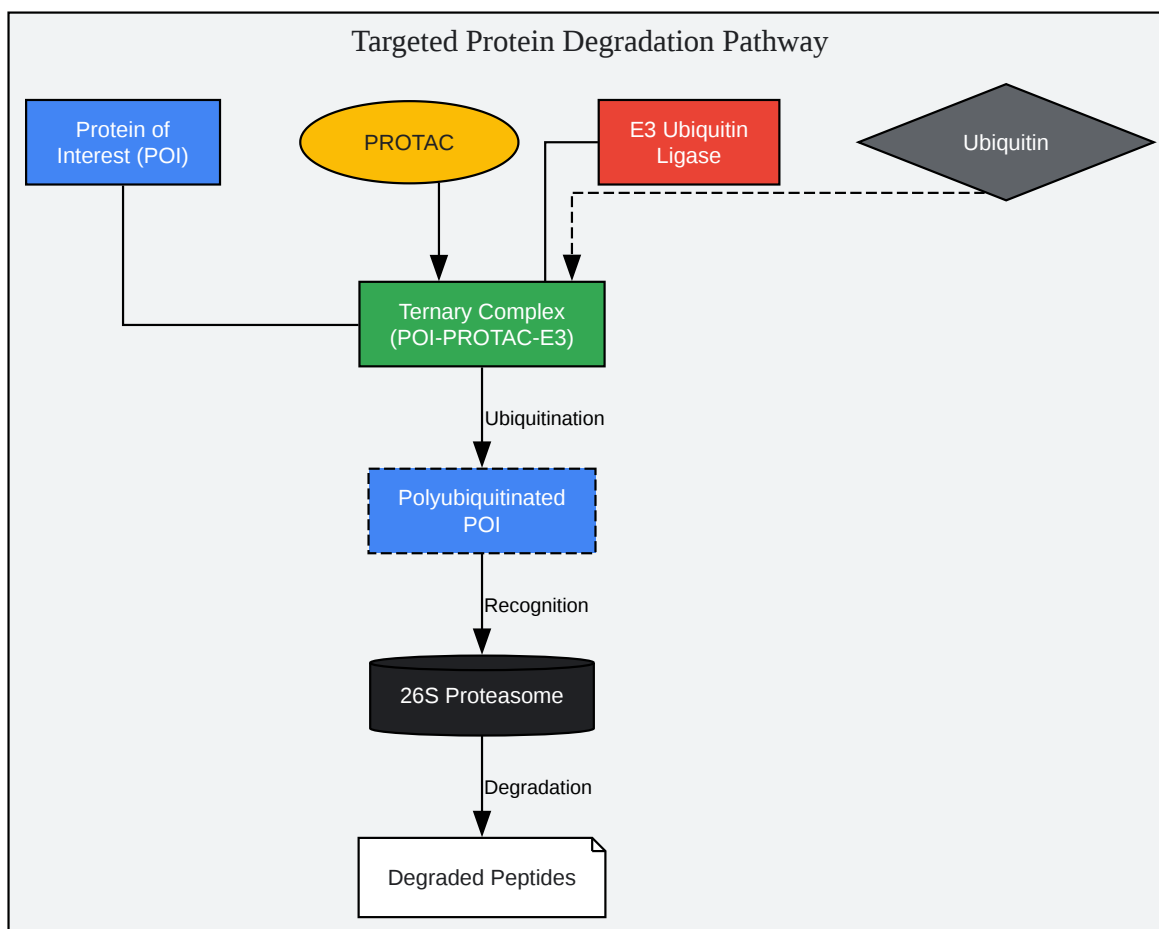 Targeted Protein Degradation Pathway
Protein of
Interest (POI)
PROTAC
E3 Ubiquitin
Ligase
Ubiquitin
Ternary Complex
(POI-PROTAC-E3)
Ubiquitination
Polyubiquitinated
POI
Recognition
26S Proteasome
Degradation
Degraded Peptides